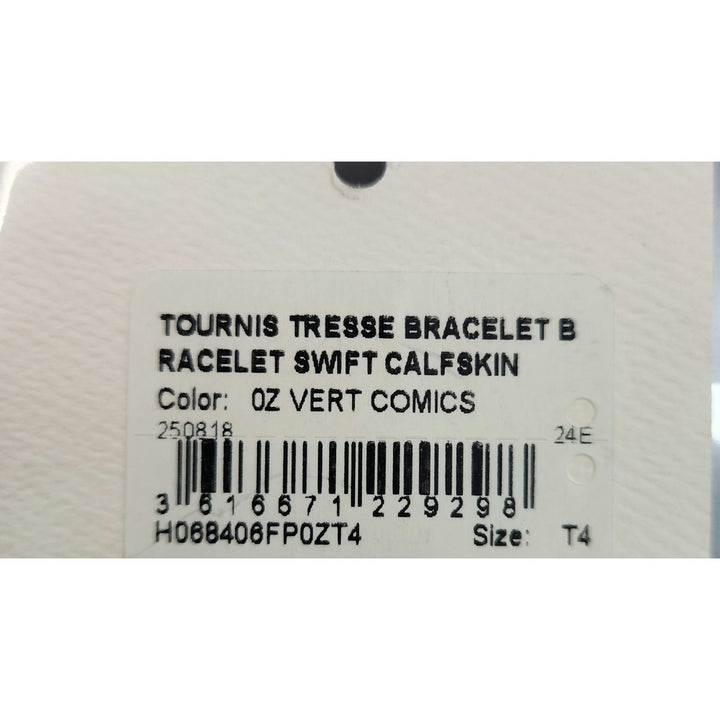 TOURNIS TRESSE BRACELET B
RACELET SWIFT CALFSKIN
Color: 0Z VERT COMICS
250818 24E
3 616671 229298
H068406FP0ZT4 Size: T4